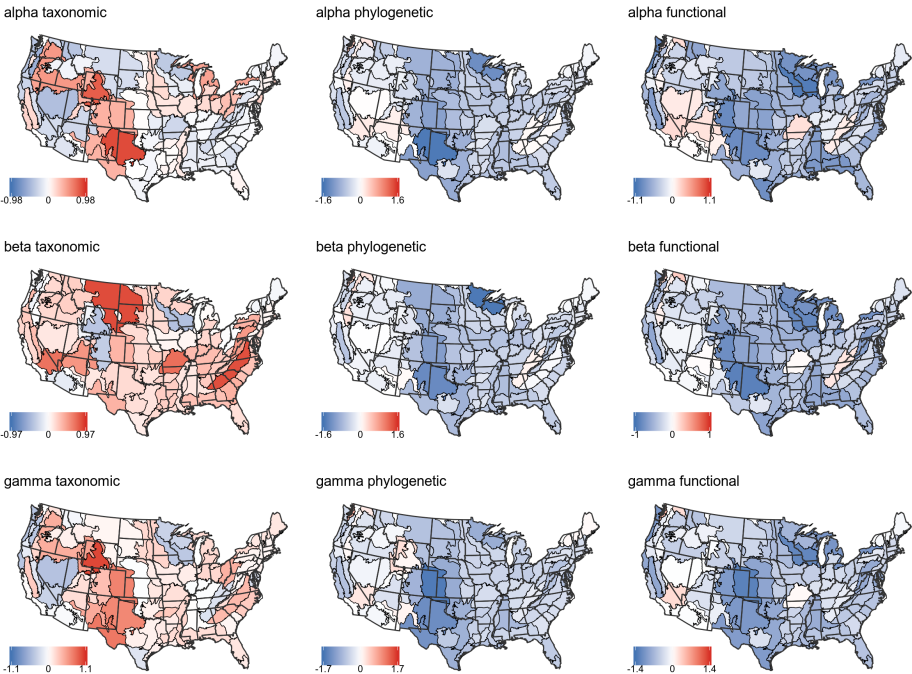 alpha taxonomic alpha phylogenetic alpha functional
-0.98 0 0.98 -1.6 0 1.6 -1.1 0 1.1
beta taxonomic beta phylogenetic beta functional
-0.97 0 0.97 -1.6 0 1.6 -1 0 1
gamma taxonomic gamma phylogenetic gamma functional
-1.1 0 1.1 -1.7 0 1.7 -1.4 0 1.4